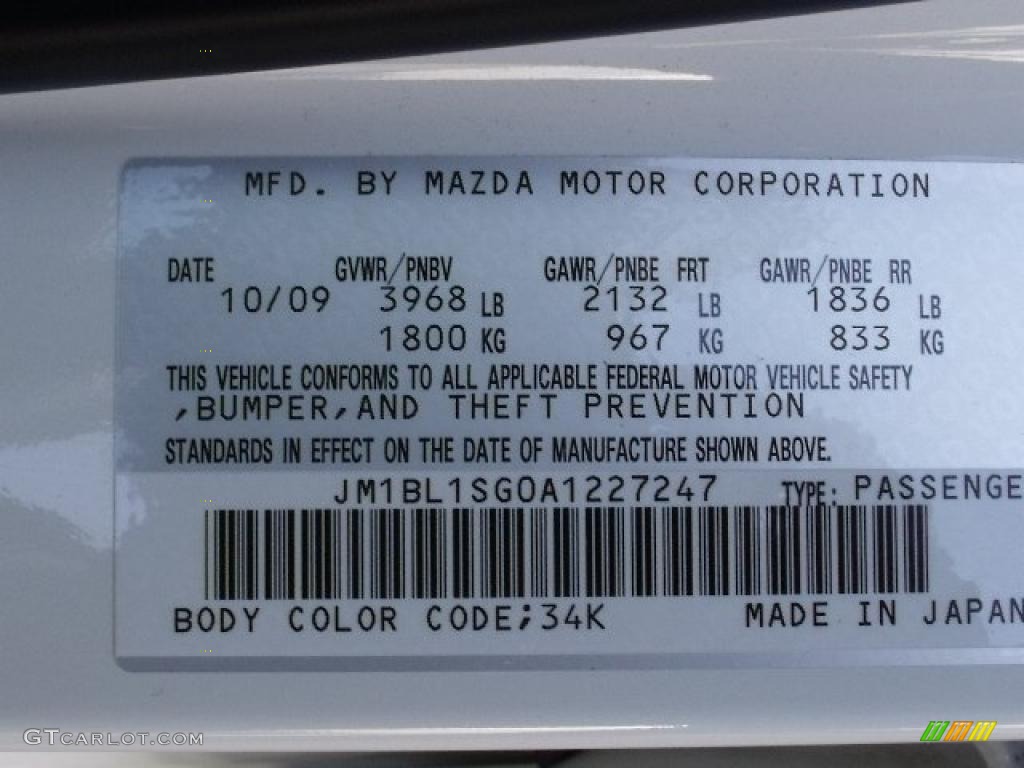 MFD. BY MAZDA MOTOR CORPORATION
DATE GVWR/PNBV GAWR/PNBE FRT GAWR/PNBE RR
10/09 3968 LB 2132 LB 1836 LB
1800 KG 967 KG 833 KG
THIS VEHICLE CONFORMS TO ALL APPLICABLE FEDERAL MOTOR VEHICLE SAFETY
,BUMPER,AND THEFT PREVENTION
STANDARDS IN EFFECT ON THE DATE OF MANUFACTURE SHOWN ABOVE.
JM1BL1SG0A1227247 TYPE: PASSENGE
BODY COLOR CODE;34K MADE IN JAPAN
GTCARLOT.COM